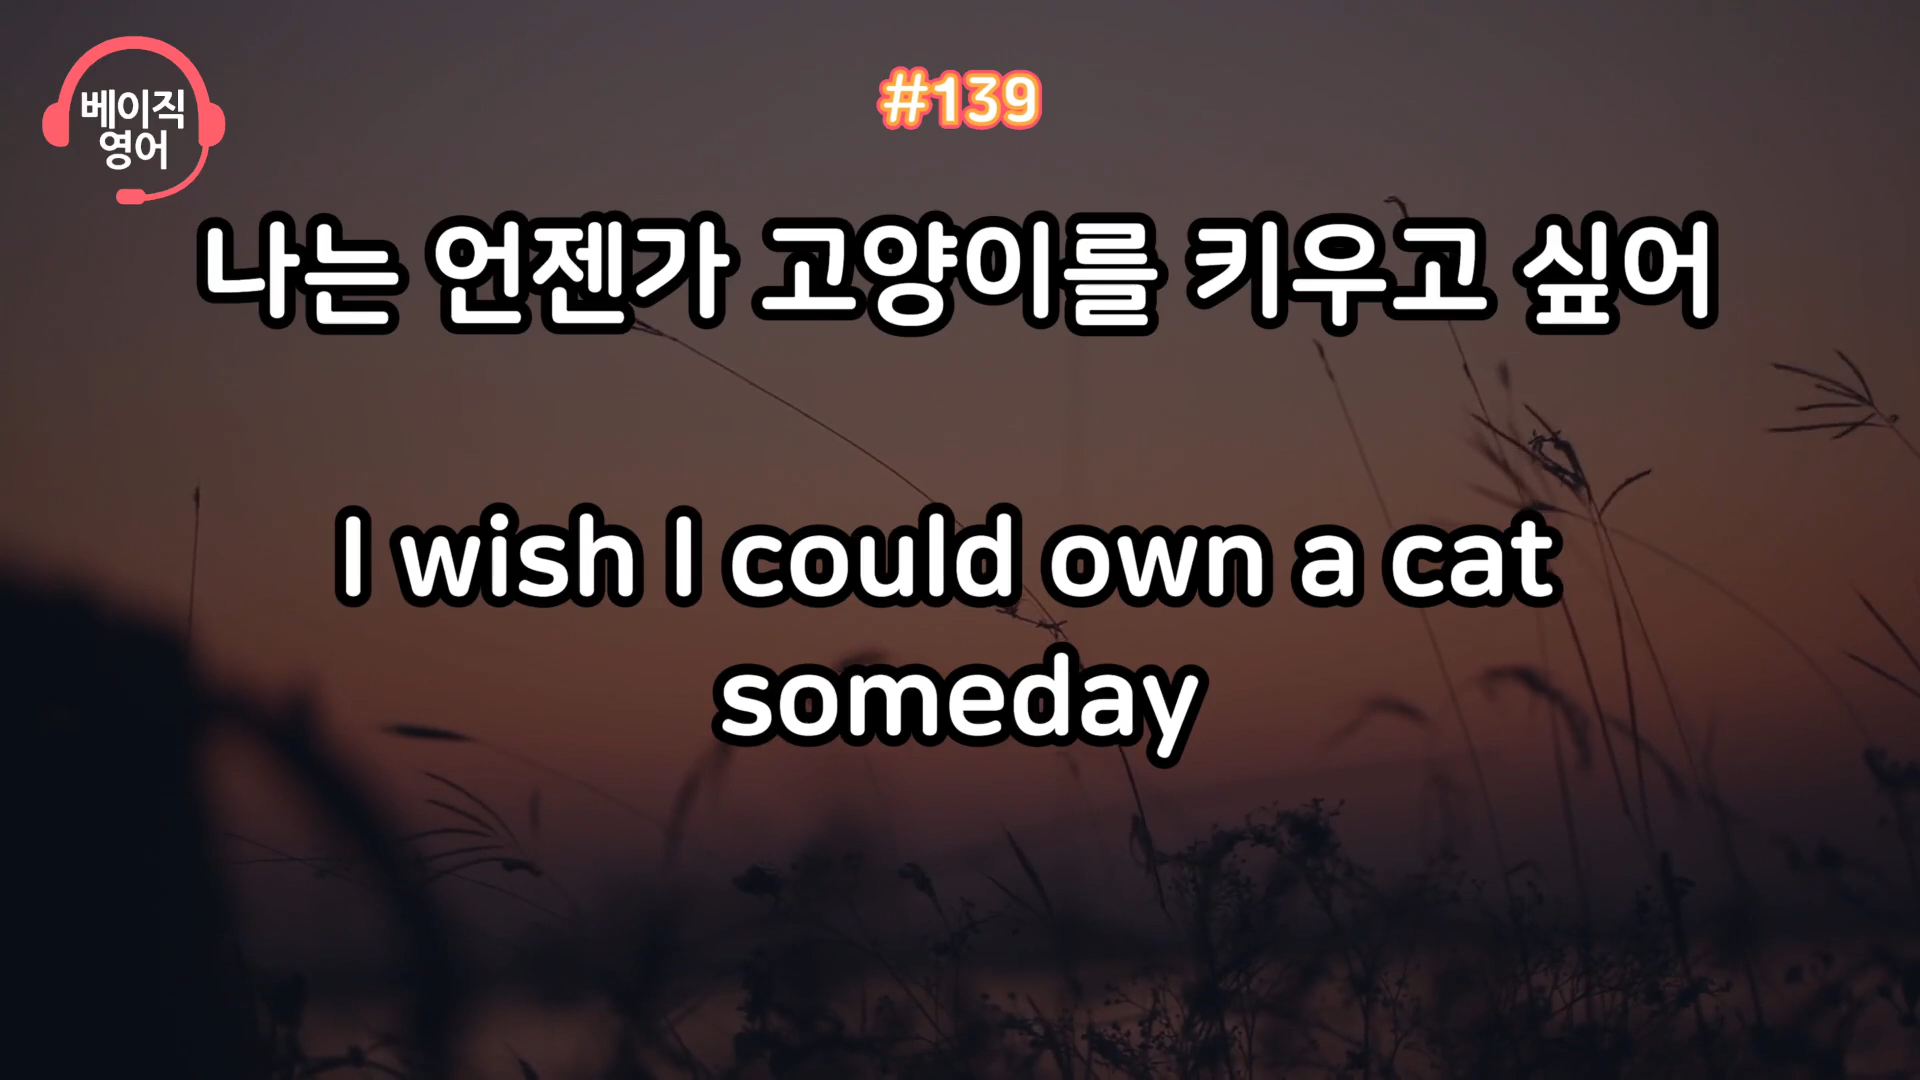 베이직
영어
#139
나는 언젠가 고양이를 키우고 싶어
I wish I could own a cat
someday